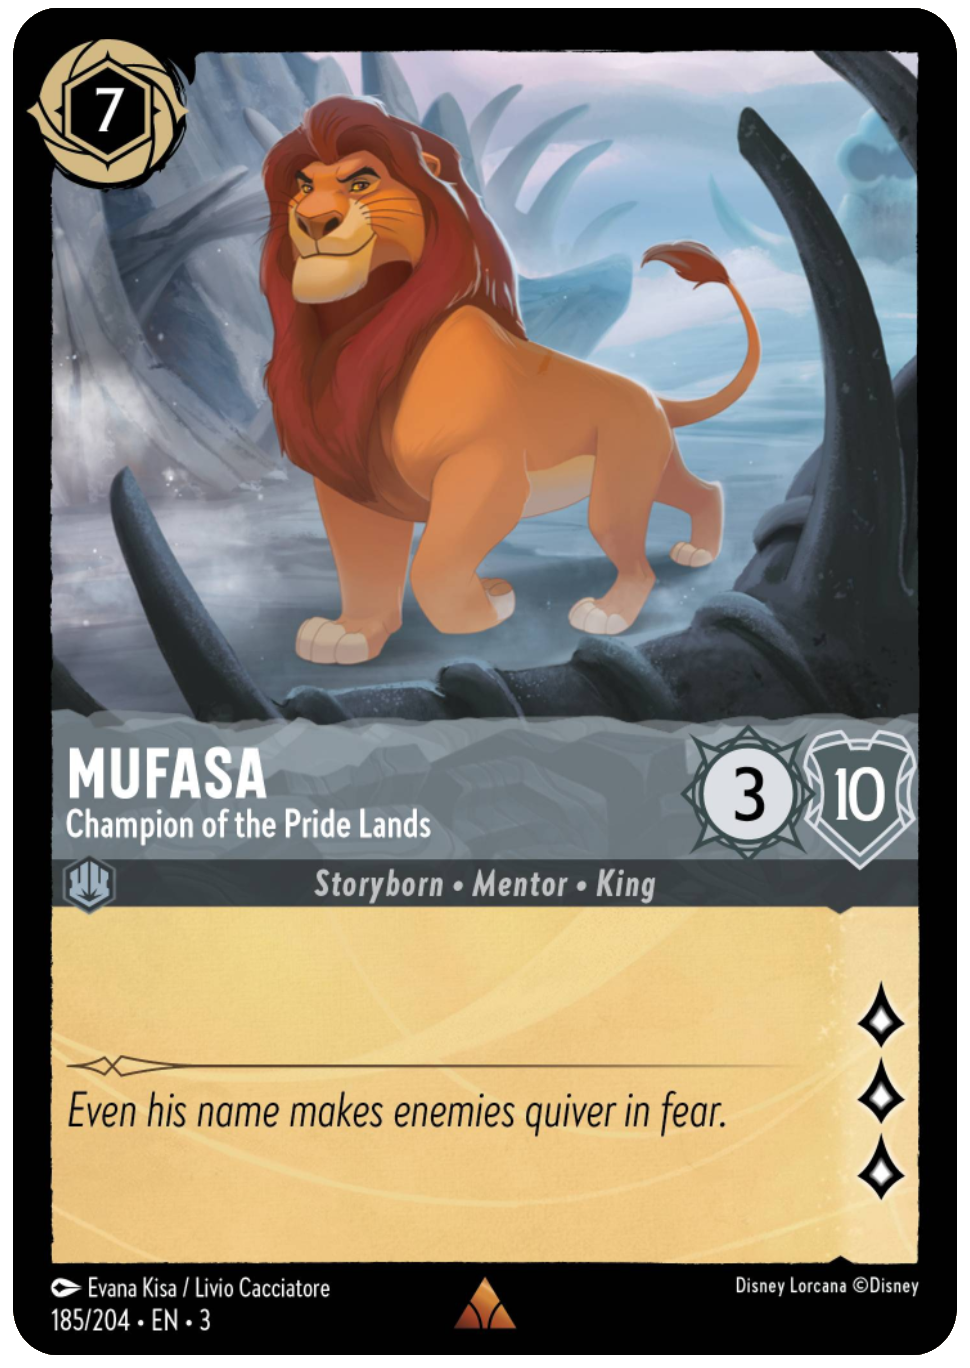 7
MUFASA
Champion of the Pride Lands
3
10
Storyborn • Mentor • King
Even his name makes enemies quiver in fear.
Evana Kisa / Livio Cacciatore
Disney Lorcana ©Disney
185/204 • EN • 3